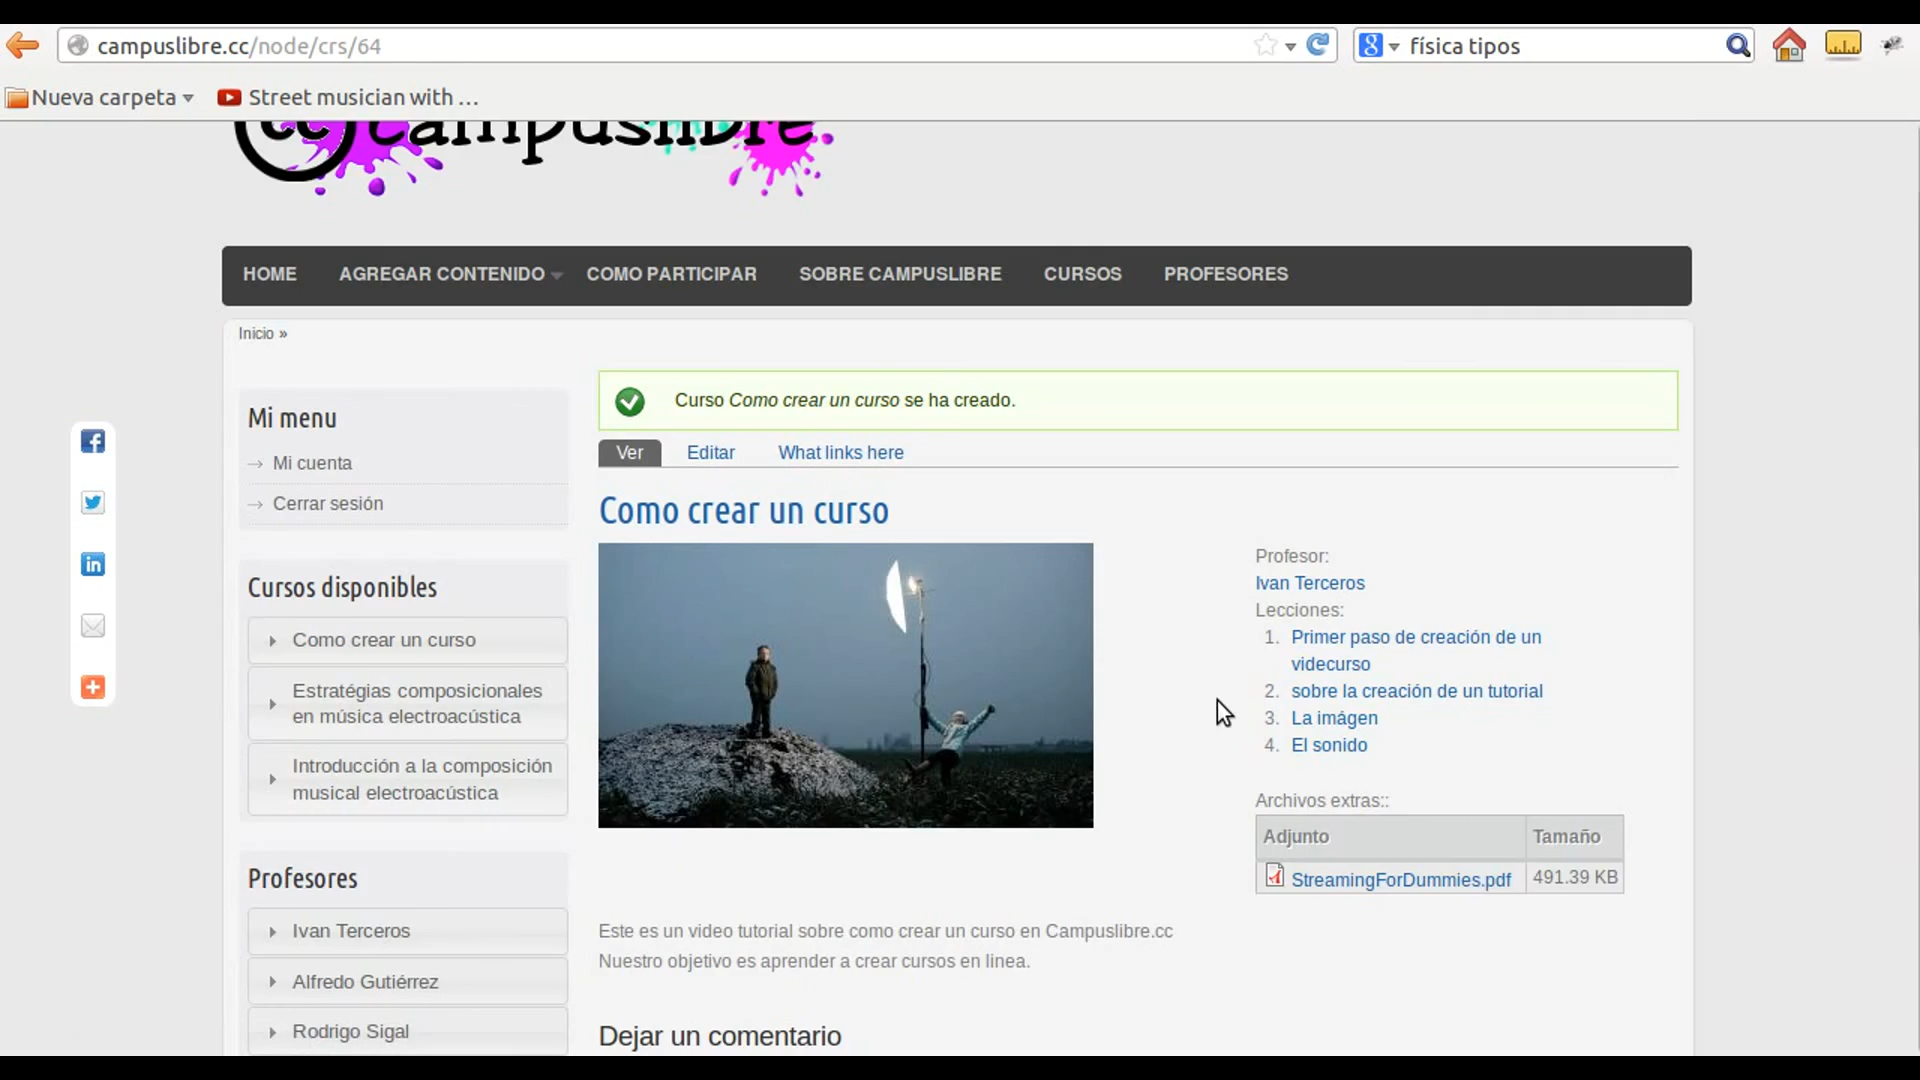 campuslibre.cc/node/crs/64
física tipos
Nueva carpeta
Street musician with ...
cc campuslibre.
HOME AGREGAR CONTENIDO COMO PARTICIPAR SOBRE CAMPUSLIBRE CURSOS PROFESORES
Inicio »
Curso Como crear un curso se ha creado.
Ver Editar What links here
Mi menu
Mi cuenta
Cerrar sesión
Cursos disponibles
Como crear un curso
Estratégias composicionales
en música electroacústica
Introducción a la composición
musical electroacústica
Profesores
Ivan Terceros
Alfredo Gutiérrez
Rodrigo Sigal
Como crear un curso
Profesor:
Ivan Terceros
Lecciones:
1. Primer paso de creación de un
videcurso
2. sobre la creación de un tutorial
3. La imágen
4. El sonido
Archivos extras::
Adjunto Tamaño
StreamingForDummies.pdf 491.39 KB
Este es un video tutorial sobre como crear un curso en Campuslibre.cc
Nuestro objetivo es aprender a crear cursos en linea.
Dejar un comentario